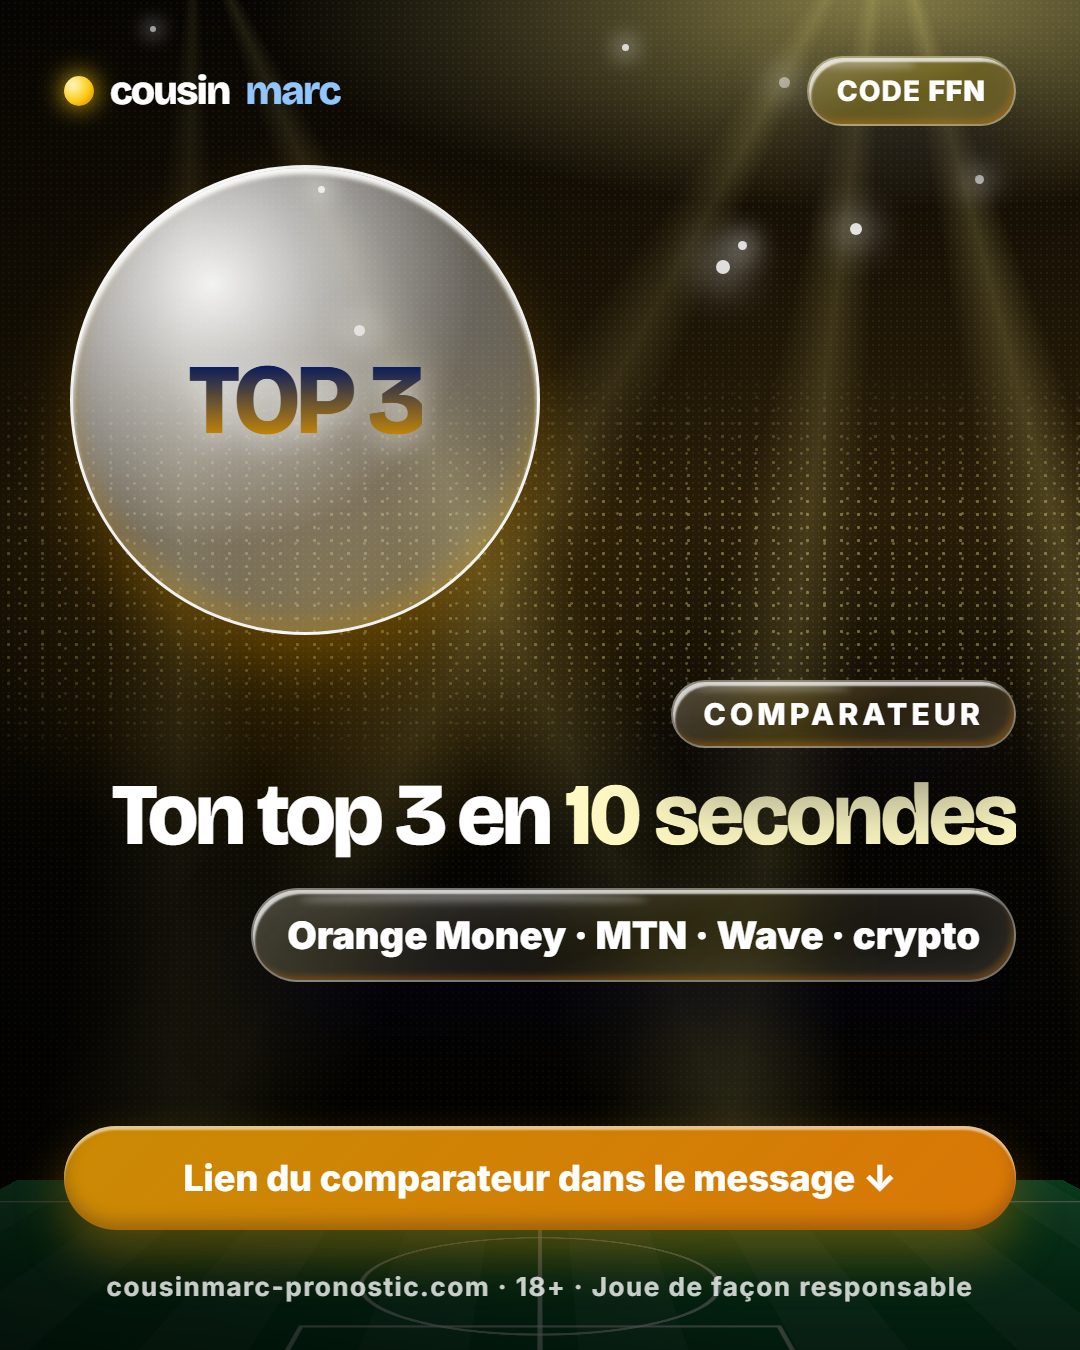 cousin marc
CODE FFN
TOP 3
COMPARATEUR
Ton top 3 en 10 secondes
Orange Money · MTN · Wave · crypto
Lien du comparateur dans le message ↓
cousinmarc-pronostic.com · 18+ · Joue de façon responsable